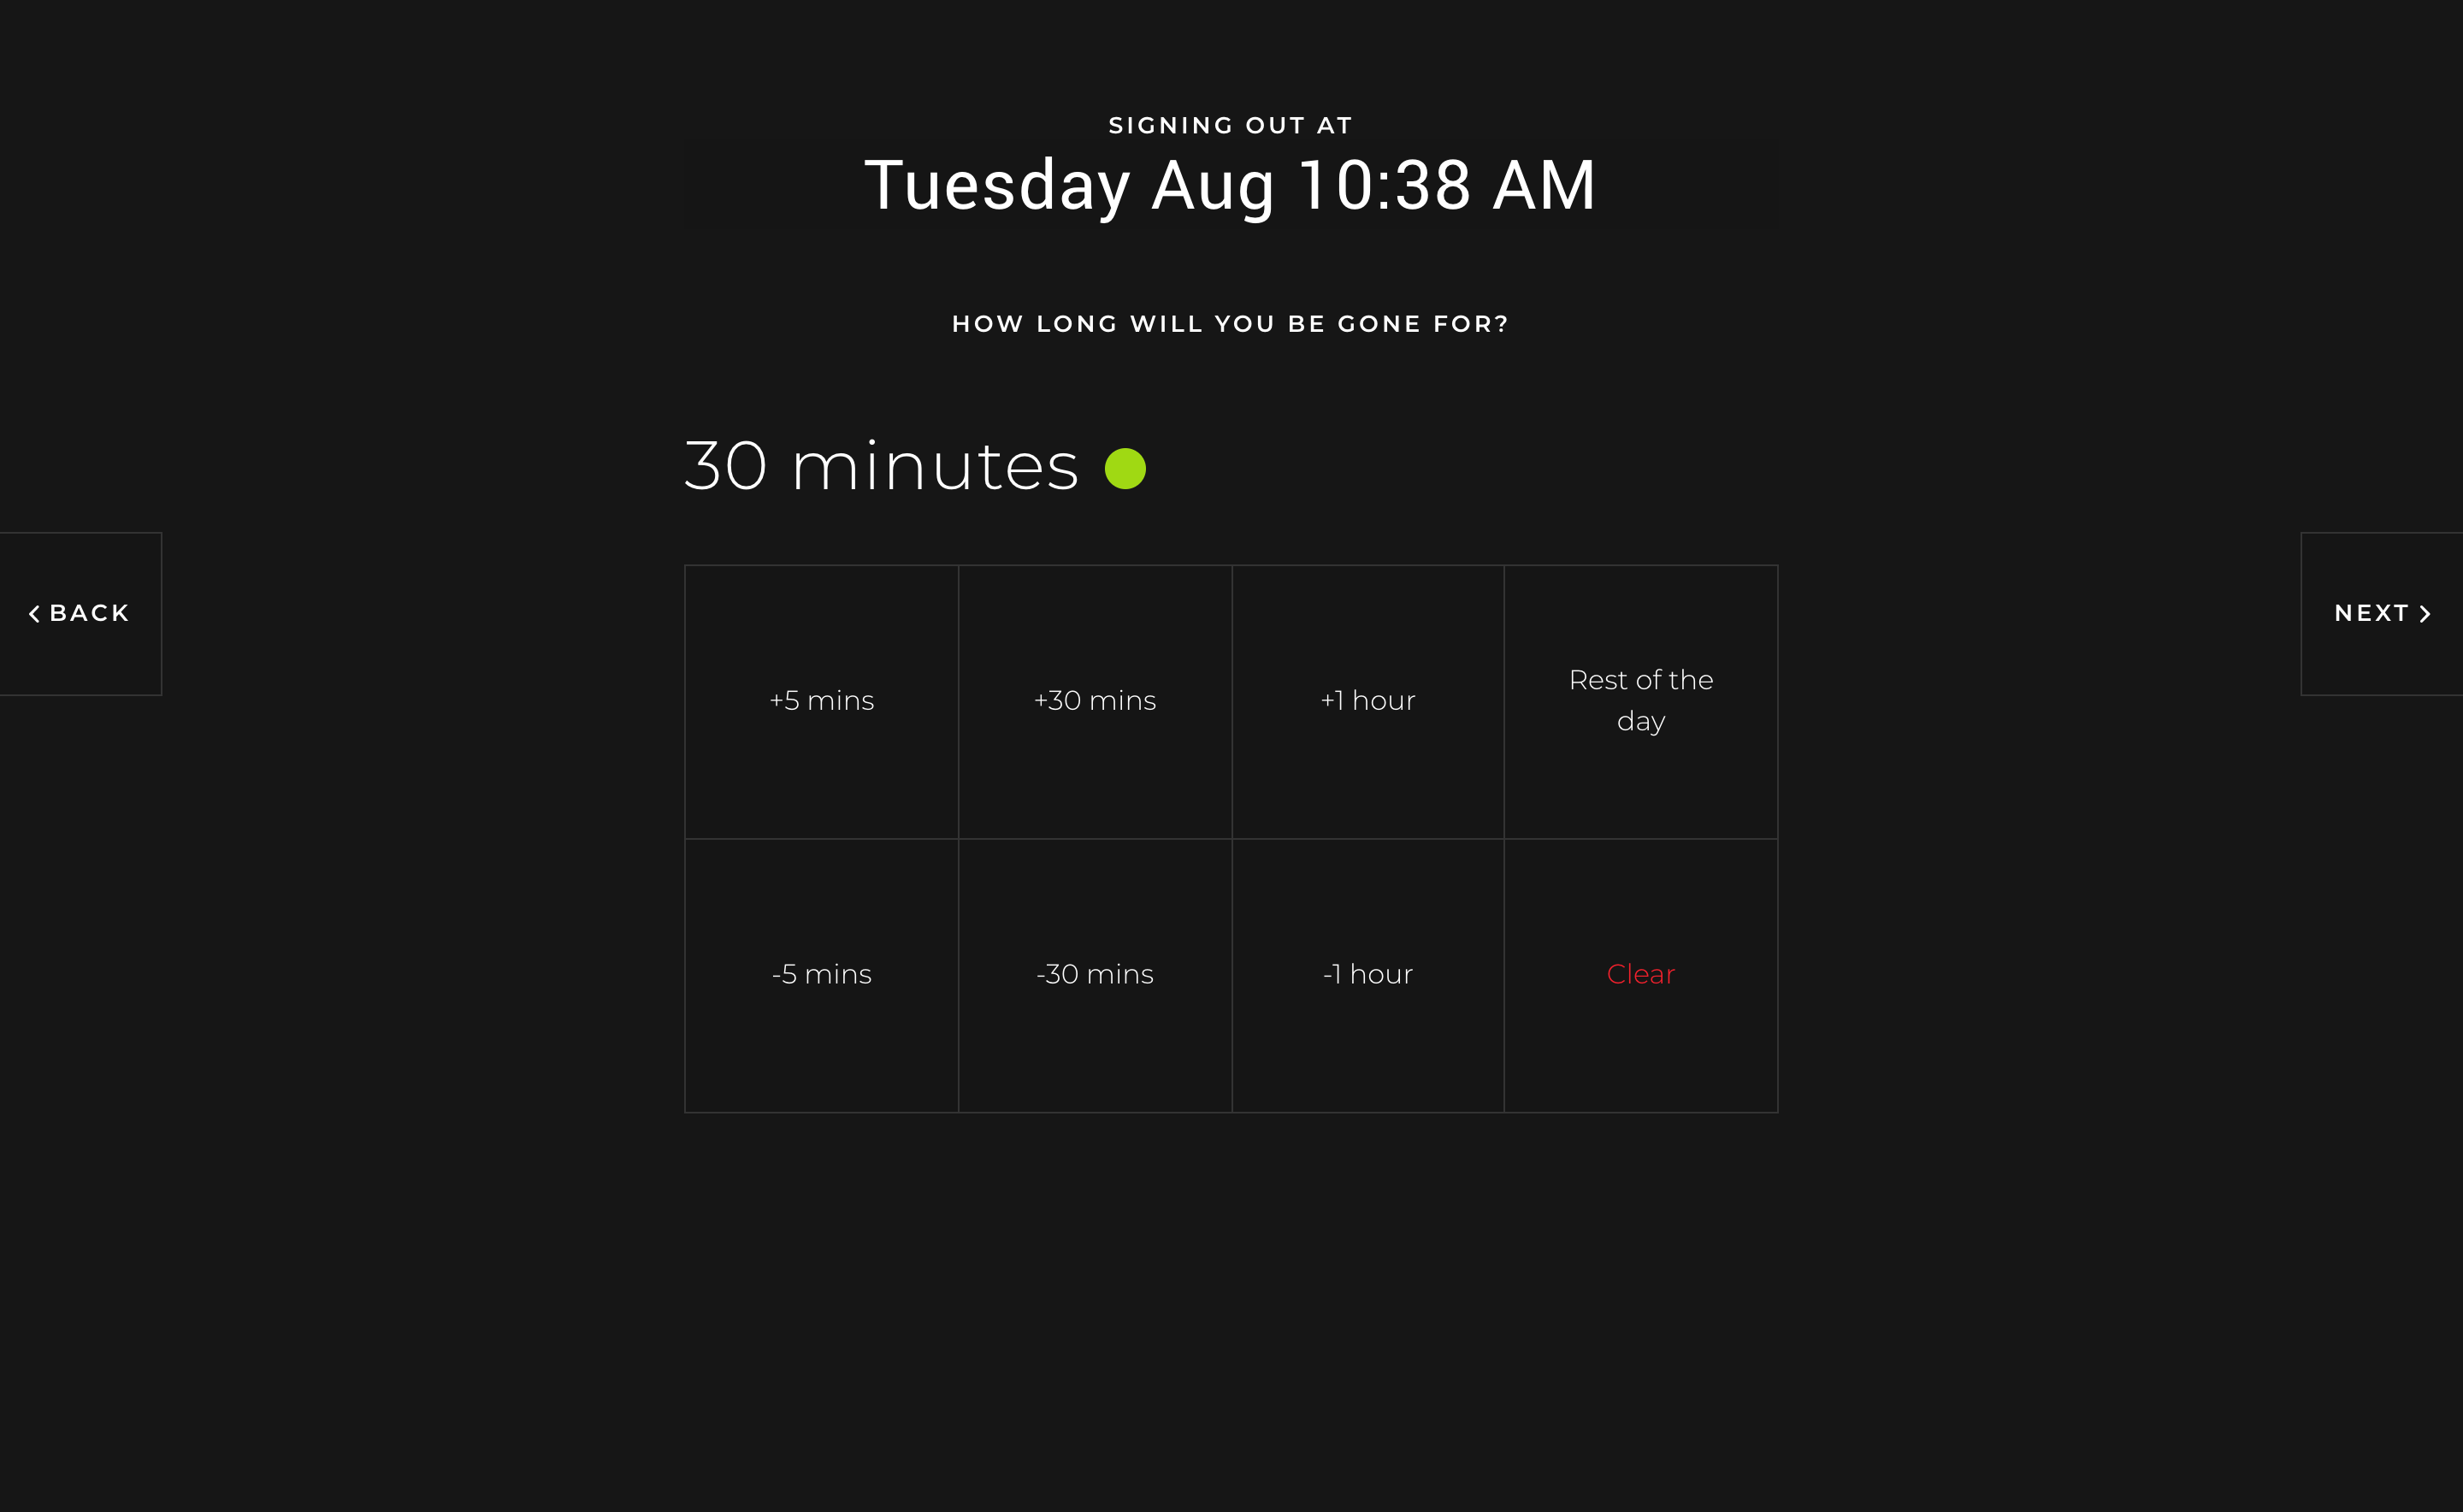 SIGNING OUT AT
Tuesday Aug 10:38 AM
HOW LONG WILL YOU BE GONE FOR?
30 minutes
BACK
NEXT
+5 mins
+30 mins
+1 hour
Rest of the
day
-5 mins
-30 mins
-1 hour
Clear